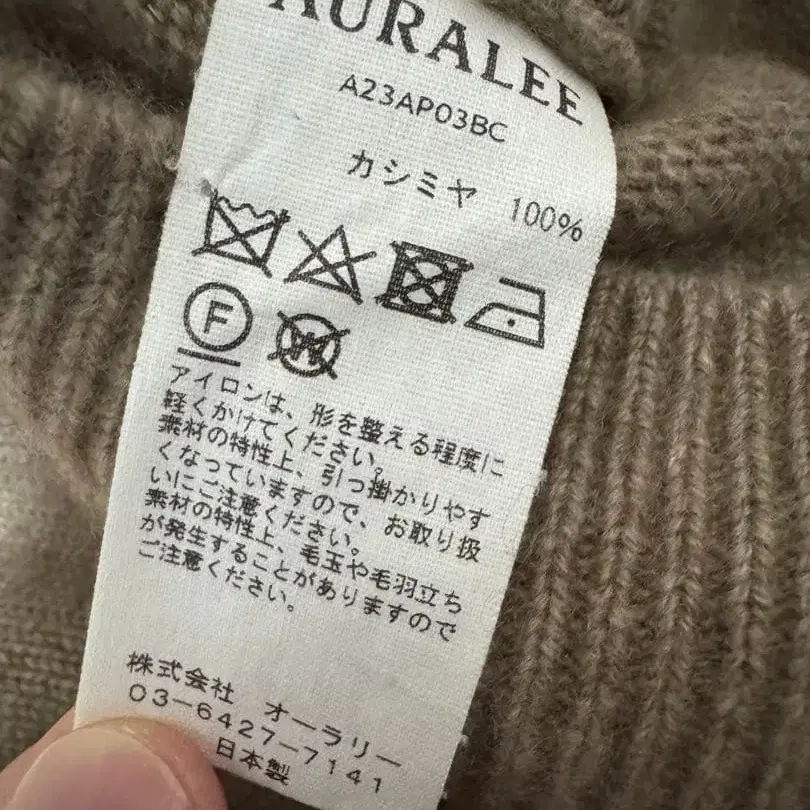 AURALEE
A23AP03BC
カシミヤ 100%
F
W
アイロンは、形を整える程度に
軽くかけてください。
素材の特性上、引っ掛かりやす
くなっていますので、お取り扱
いにご注意ください。
素材の特性上、毛玉や毛羽立ち
が発生することがありますので
ご注意ください。
株式会社 オーラリー
03-6427-7141
日本製